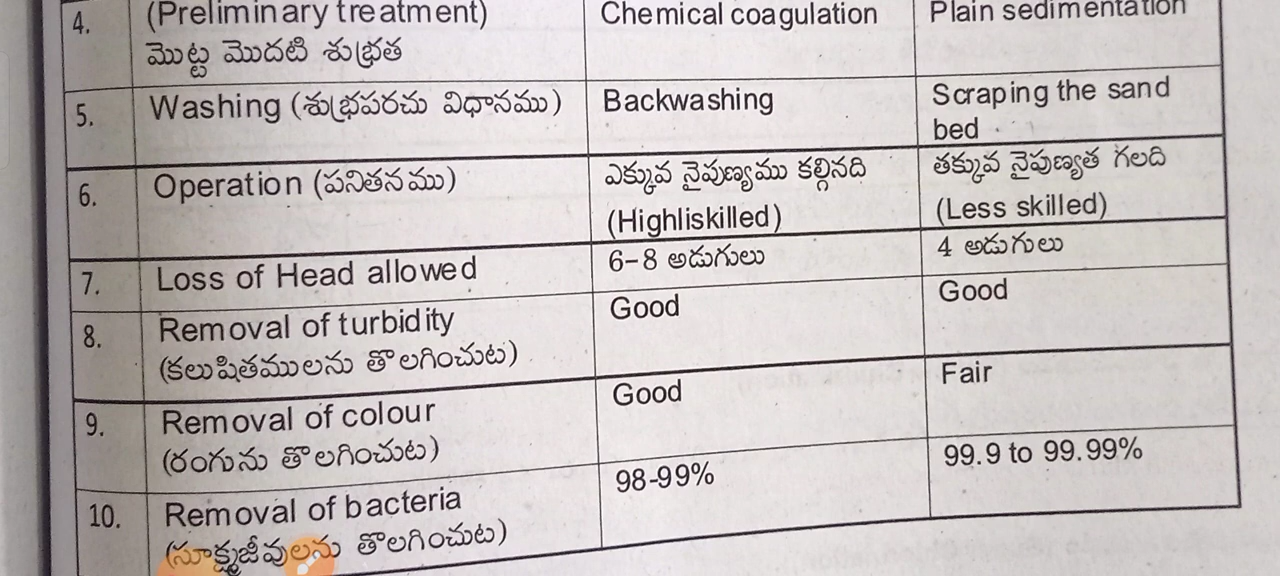 4.
(Preliminary treatment)
మొట్ట మొదటి శుభ్రత
Chemical coagulation
Plain sedimentation
5.
Washing (శుభ్రపరచు విధానము)
Backwashing
Scraping the sand
bed
6.
Operation (పనితనము)
ఎక్కువ నైపుణ్యము కల్గినది
(Highliskilled)
తక్కువ నైపుణ్యత గలది
(Less skilled)
7.
Loss of Head allowed
6-8 అడుగులు
4 అడుగులు
8.
Removal of turbidity
(కలుషితములను తొలగించుట)
Good
Good
9.
Removal of colour
(రంగును తొలగించుట)
Good
Fair
10.
Removal of bacteria
(సూక్ష్మజీవులను తొలగించుట)
98-99%
99.9 to 99.99%